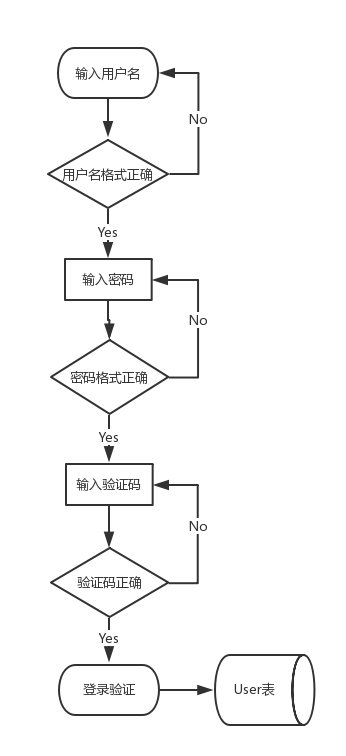 输入用户名
No
用户名格式正确
Yes
输入密码
No
密码格式正确
Yes
输入验证码
No
验证码正确
Yes
登录验证
User表